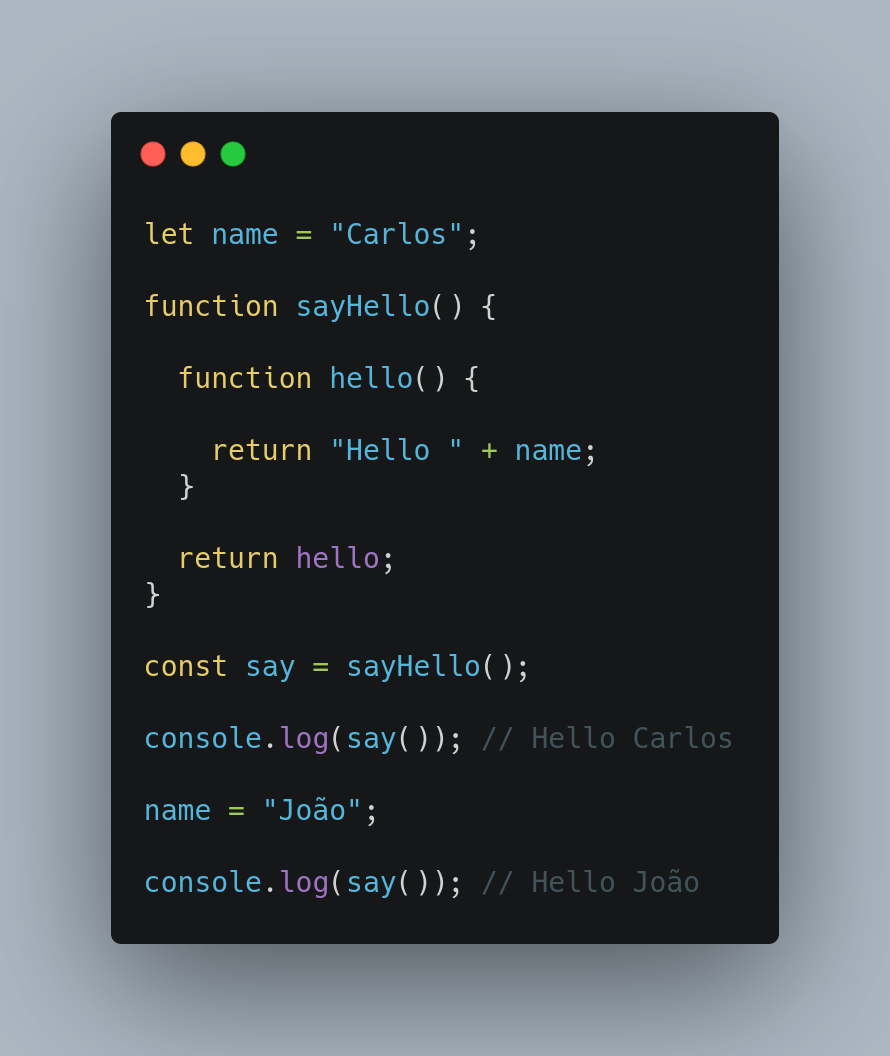 let name = "Carlos";
function sayHello() {
  function hello() {
    return "Hello " + name;
  }
  return hello;
}
const say = sayHello();
console.log(say()); // Hello Carlos
name = "João";
console.log(say()); // Hello João